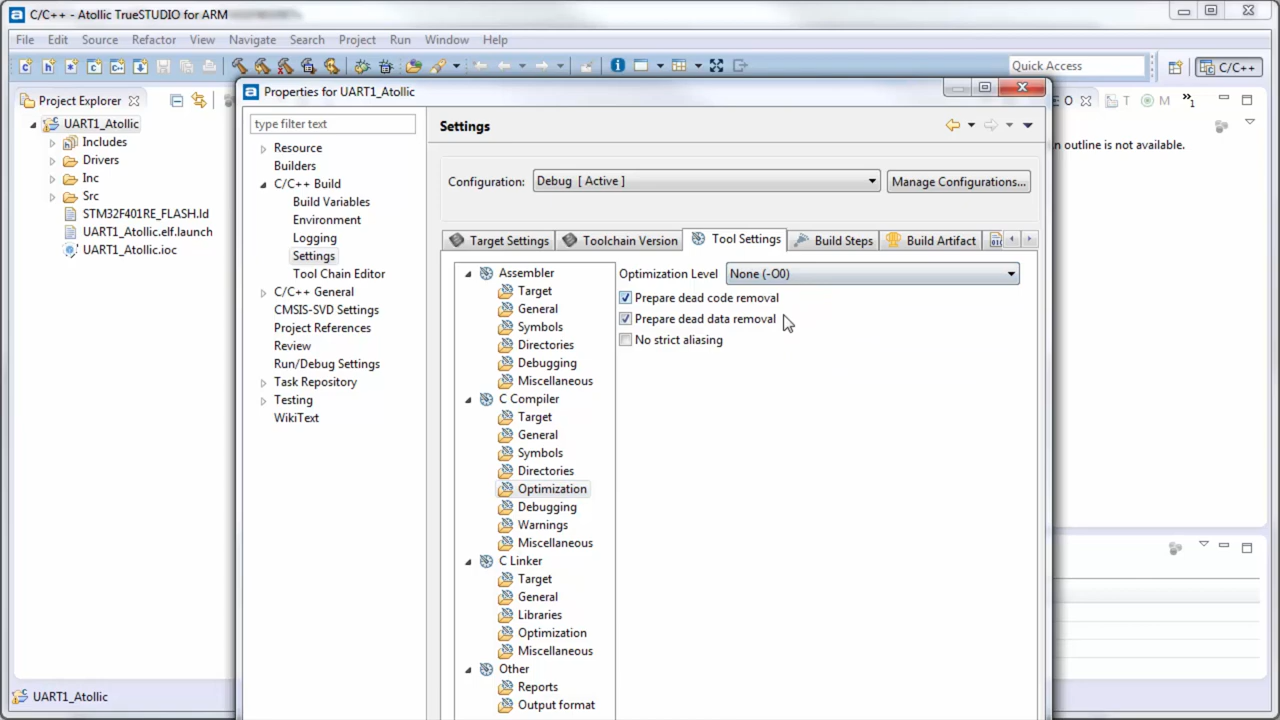 C/C++ - Atollic TrueSTUDIO for ARM
File Edit Source Refactor View Navigate Search Project Run Window Help
Quick Access
C/C++
Project Explorer
UART1_Atollic
Includes
Drivers
Inc
Src
STM32F401RE_FLASH.ld
UART1_Atollic.elf.launch
UART1_Atollic.ioc
Properties for UART1_Atollic
type filter text
Resource
Builders
C/C++ Build
Build Variables
Environment
Logging
Settings
Tool Chain Editor
C/C++ General
CMSIS-SVD Settings
Project References
Review
Run/Debug Settings
Task Repository
Testing
WikiText
Settings
Configuration: Debug [ Active ] Manage Configurations...
Target Settings Toolchain Version Tool Settings Build Steps Build Artifact
Assembler
Target
General
Symbols
Directories
Debugging
Miscellaneous
C Compiler
Target
General
Symbols
Directories
Optimization
Debugging
Warnings
Miscellaneous
C Linker
Target
General
Libraries
Optimization
Miscellaneous
Other
Reports
Output format
Optimization Level None (-O0)
Prepare dead code removal
Prepare dead data removal
No strict aliasing
O T M »1
n outline is not available.
UART1_Atollic